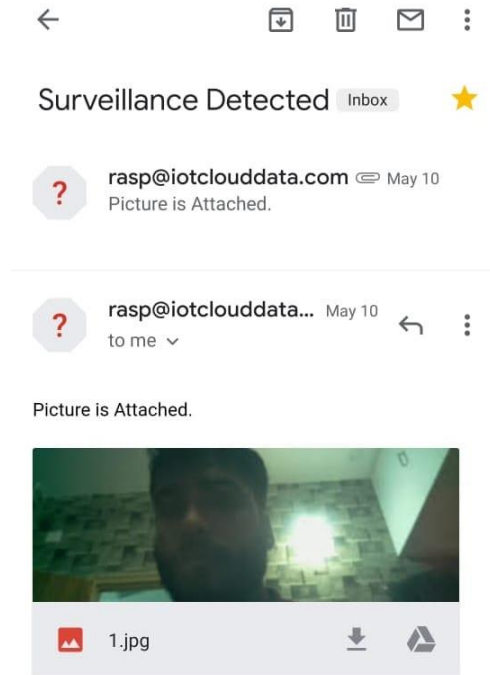 Surveillance Detected Inbox
?
rasp@iotclouddata.com May 10
Picture is Attached.
?
rasp@iotclouddata... May 10
to me
Picture is Attached.
1.jpg